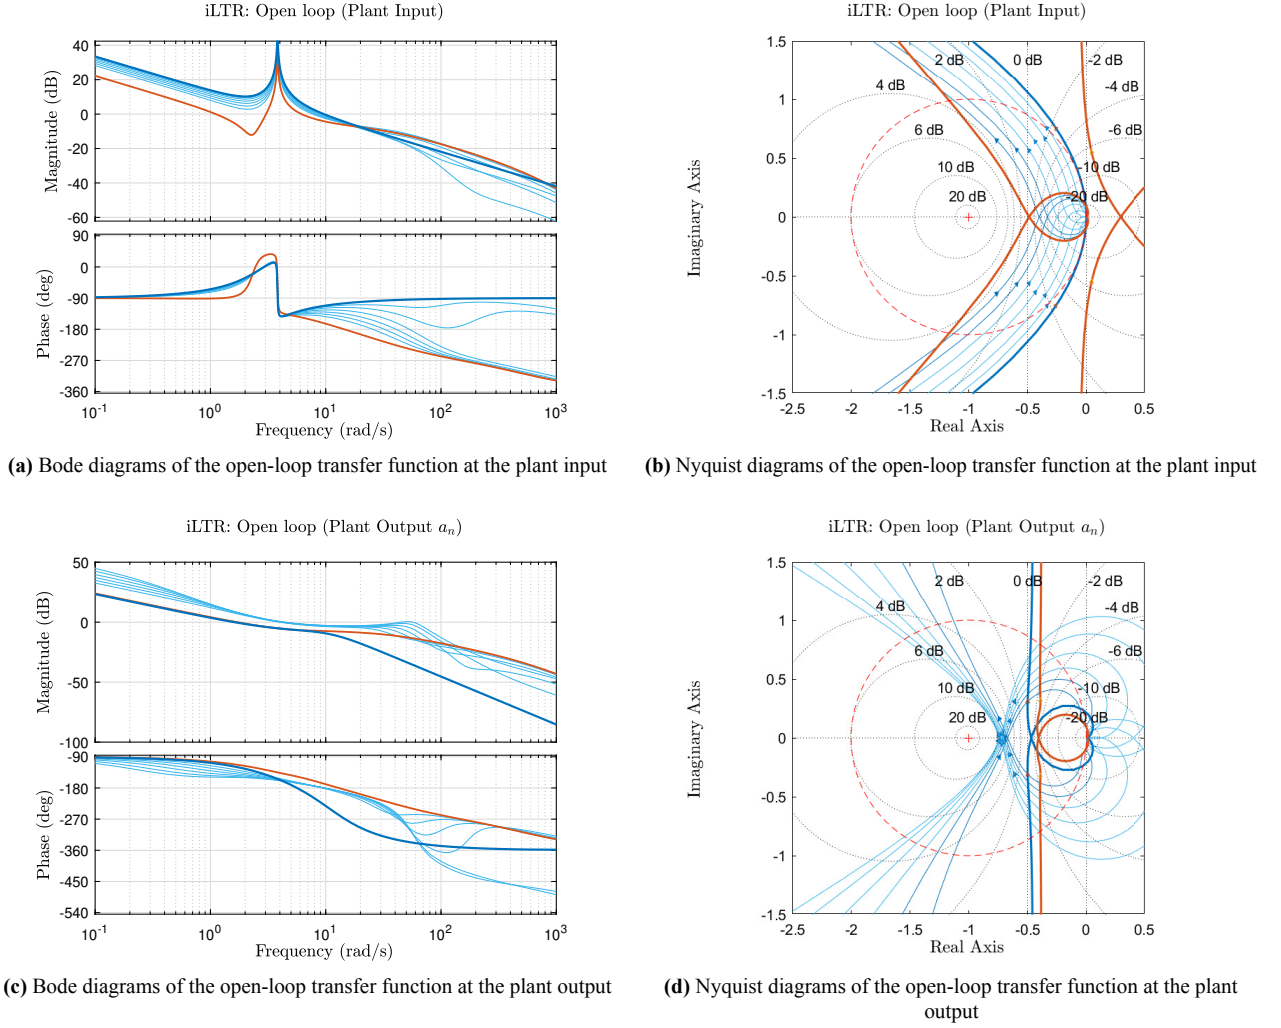 iLTR: Open loop (Plant Input)
Magnitude (dB)
40
20
0
-20
-40
-60
Phase (deg)
90
0
-90
-180
-270
-360
10-1
100
101
102
103
Frequency (rad/s)
(a) Bode diagrams of the open-loop transfer function at the plant input
iLTR: Open loop (Plant Input)
Imaginary Axis
1.5
1
0.5
0
-0.5
-1
-1.5
2 dB
0 dB
-2 dB
4 dB
-4 dB
6 dB
-6 dB
10 dB
-10 dB
20 dB
-20 dB
-2.5
-2
-1.5
-1
-0.5
0
0.5
Real Axis
(b) Nyquist diagrams of the open-loop transfer function at the plant input
iLTR: Open loop (Plant Output an)
Magnitude (dB)
50
0
-50
-100
Phase (deg)
-90
-180
-270
-360
-450
-540
10-1
100
101
102
103
Frequency (rad/s)
(c) Bode diagrams of the open-loop transfer function at the plant output
iLTR: Open loop (Plant Output an)
Imaginary Axis
1.5
1
0.5
0
-0.5
-1
-1.5
2 dB
0 dB
-2 dB
4 dB
-4 dB
6 dB
-6 dB
10 dB
-10 dB
20 dB
-20 dB
-2.5
-2
-1.5
-1
-0.5
0
0.5
Real Axis
(d) Nyquist diagrams of the open-loop transfer function at the plant
output